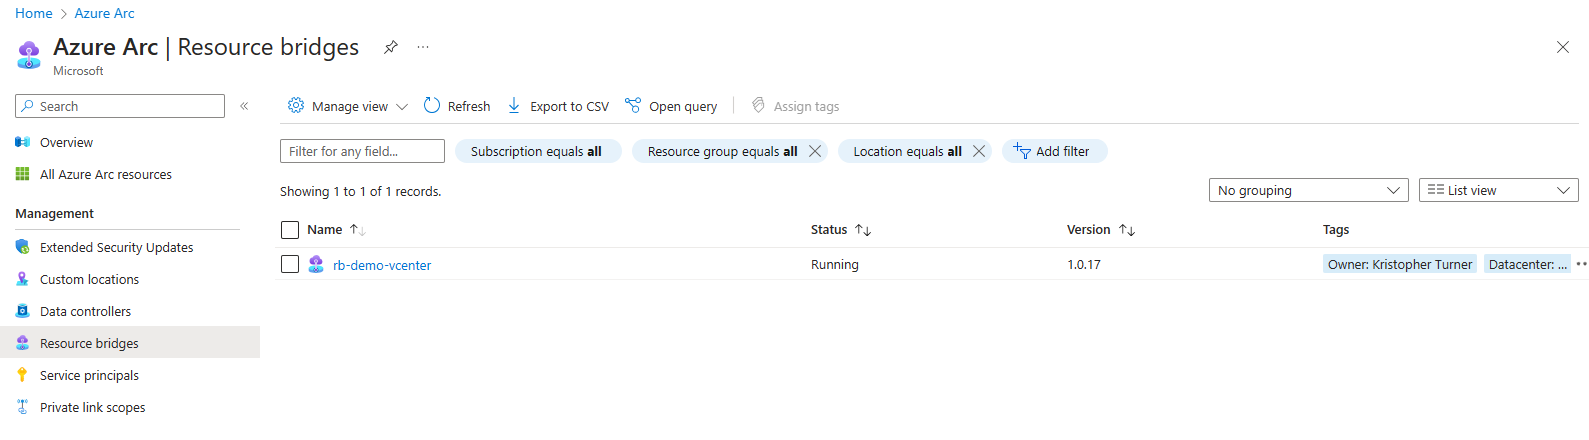 Home > Azure Arc
Azure Arc | Resource bridges ...
Microsoft
Search «
Overview
All Azure Arc resources
Management
Extended Security Updates
Custom locations
Data controllers
Resource bridges
Service principals
Private link scopes
Manage view Refresh Export to CSV Open query Assign tags
Filter for any field... Subscription equals all Resource group equals all Location equals all Add filter
Showing 1 to 1 of 1 records. No grouping List view
Name ↑↓ Status ↑↓ Version ↑↓ Tags
rb-demo-vcenter Running 1.0.17 Owner: Kristopher Turner Datacenter: ... ...